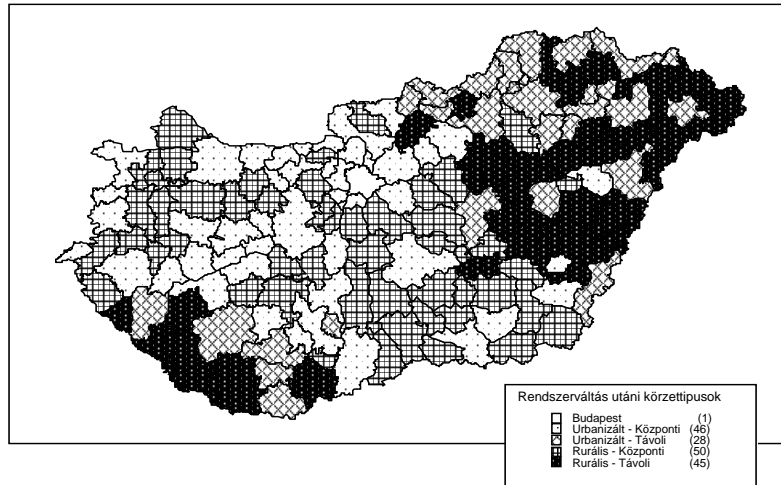 Rendszerváltás utáni körzettipusok
Budapest (1)
Urbanizált - Központi (46)
Urbanizált - Távoli (28)
Rurális - Központi (50)
Rurális - Távoli (45)